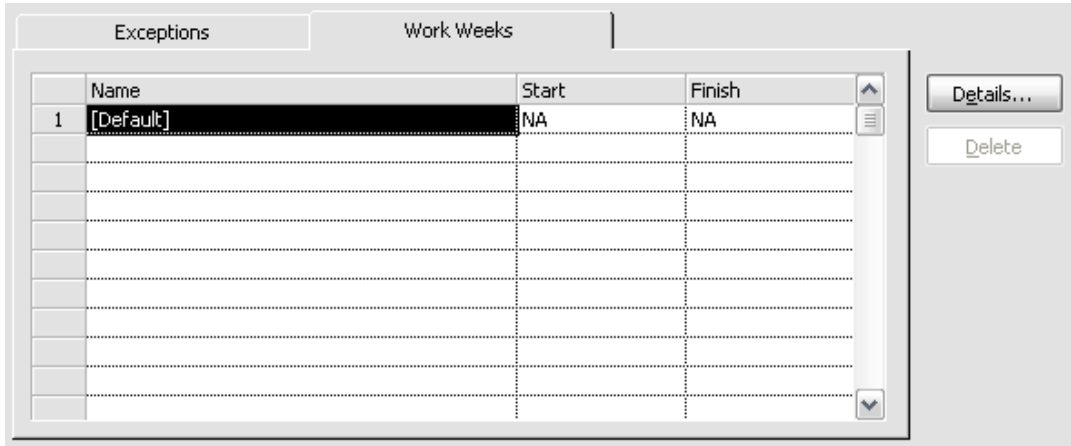 Exceptions Work Weeks
Name Start Finish
1 [Default] NA NA
Details...
Delete